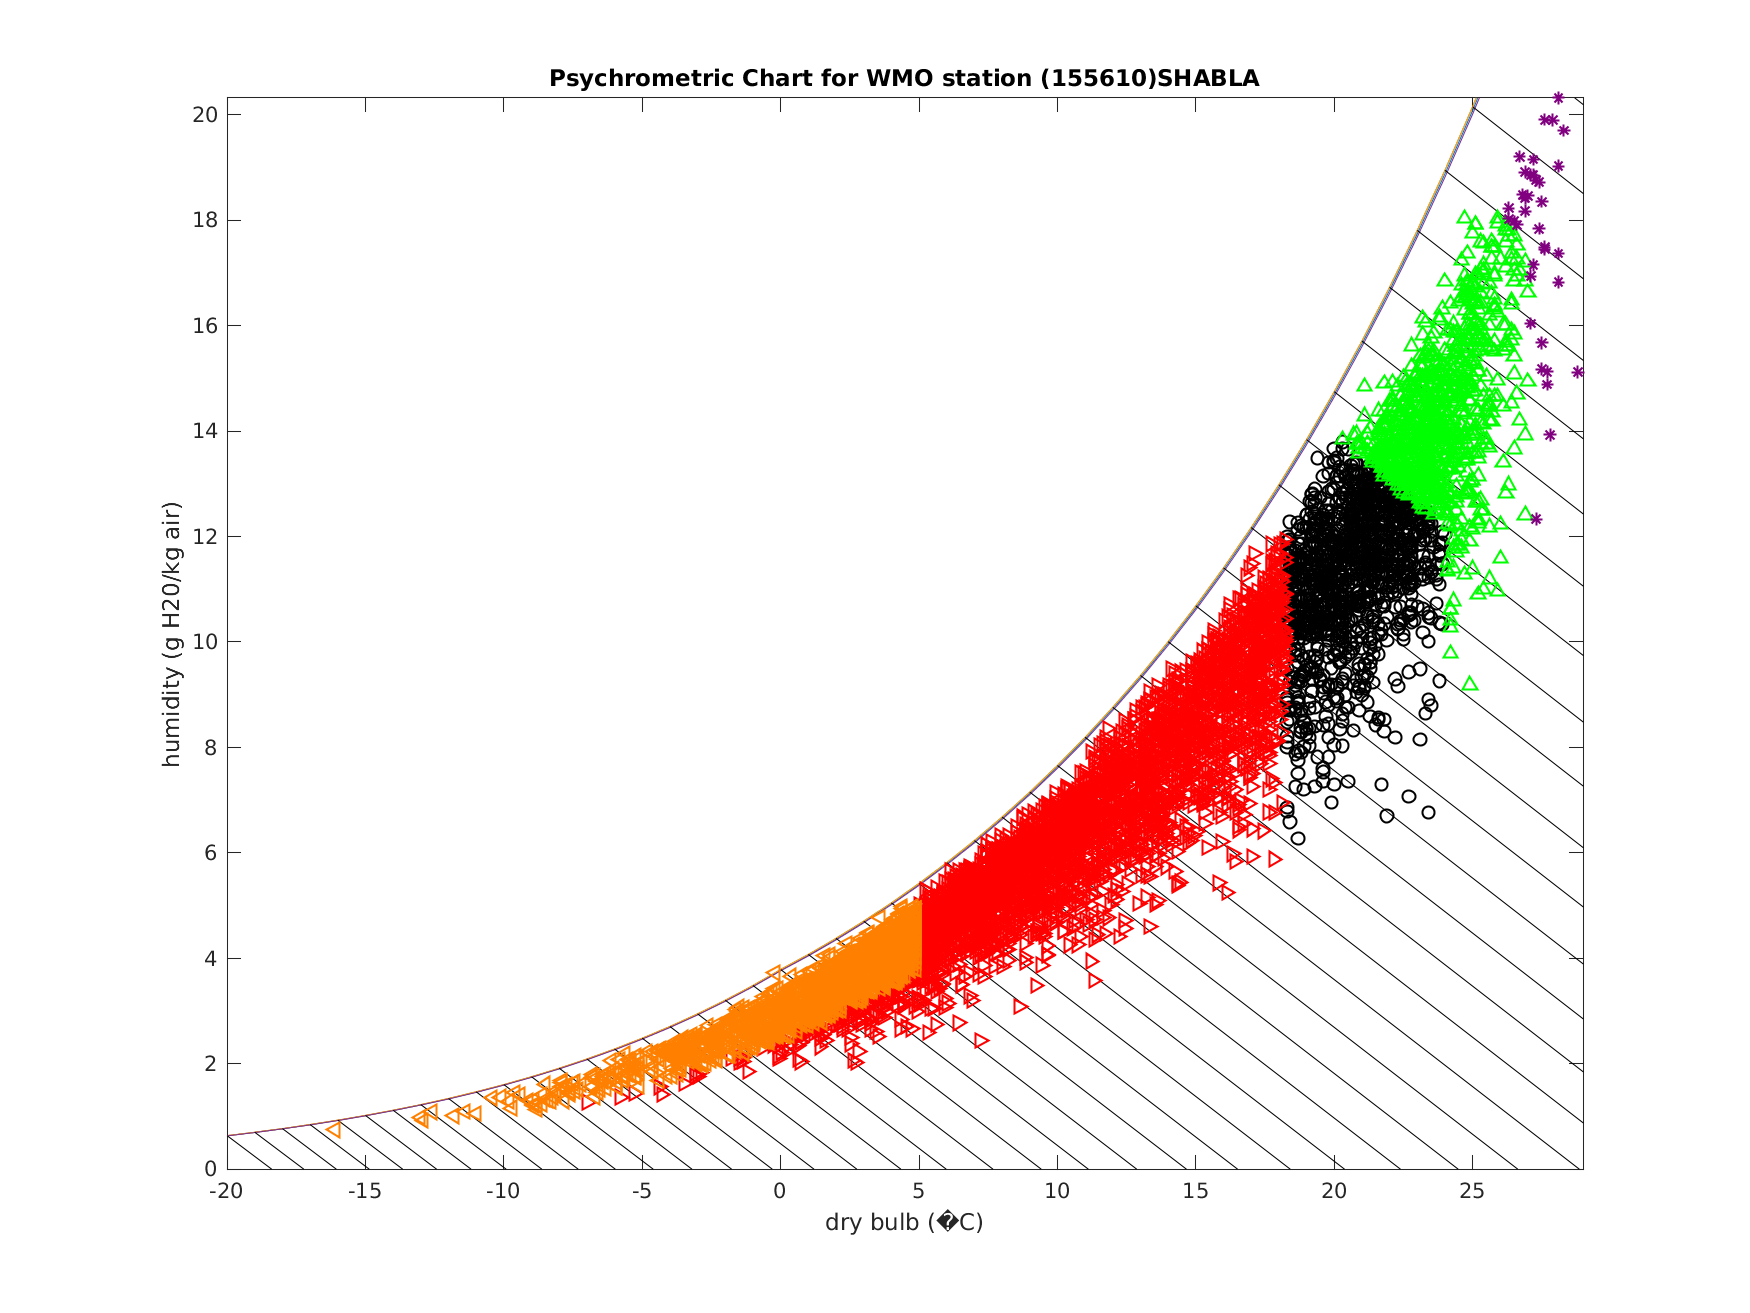 Psychrometric Chart for WMO station (155610)SHABLA
20
18
16
14
12
10
8
6
4
2
0
humidity (g H20/kg air)
-20 -15 -10 -5 0 5 10 15 20 25
dry bulb (�C)